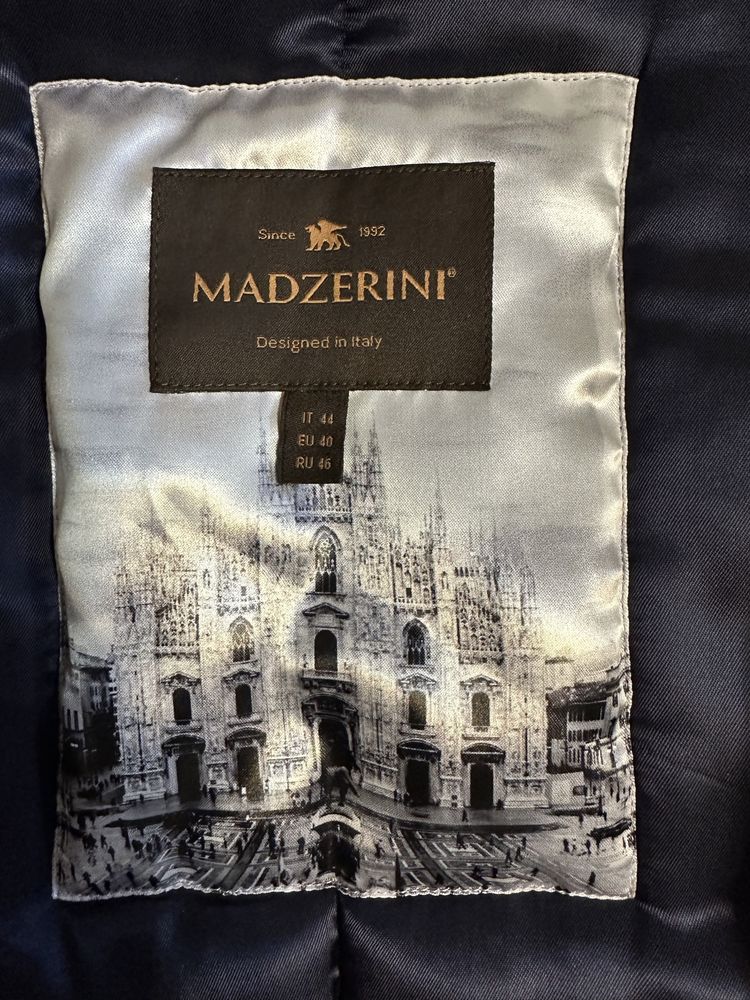 Since 1992
MADZERINI®
Designed in Italy
IT 44
EU 40
RU 46